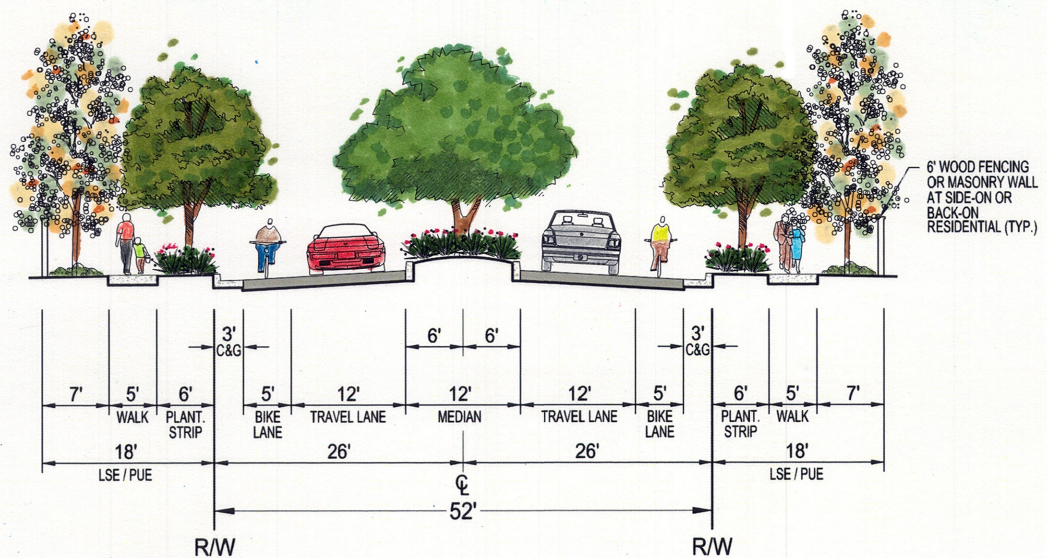 6' WOOD FENCING
OR MASONRY WALL
AT SIDE-ON OR
BACK-ON
RESIDENTIAL (TYP.)
3' 6' 6' 3'
C&G C&G
7' 5' 6' 5' 12' 12' 12' 5' 6' 5' 7'
WALK PLANT. BIKE TRAVEL LANE MEDIAN TRAVEL LANE BIKE PLANT. WALK
STRIP LANE LANE STRIP
18' 26' 26' 18'
LSE / PUE LSE / PUE
CL
52'
R/W R/W